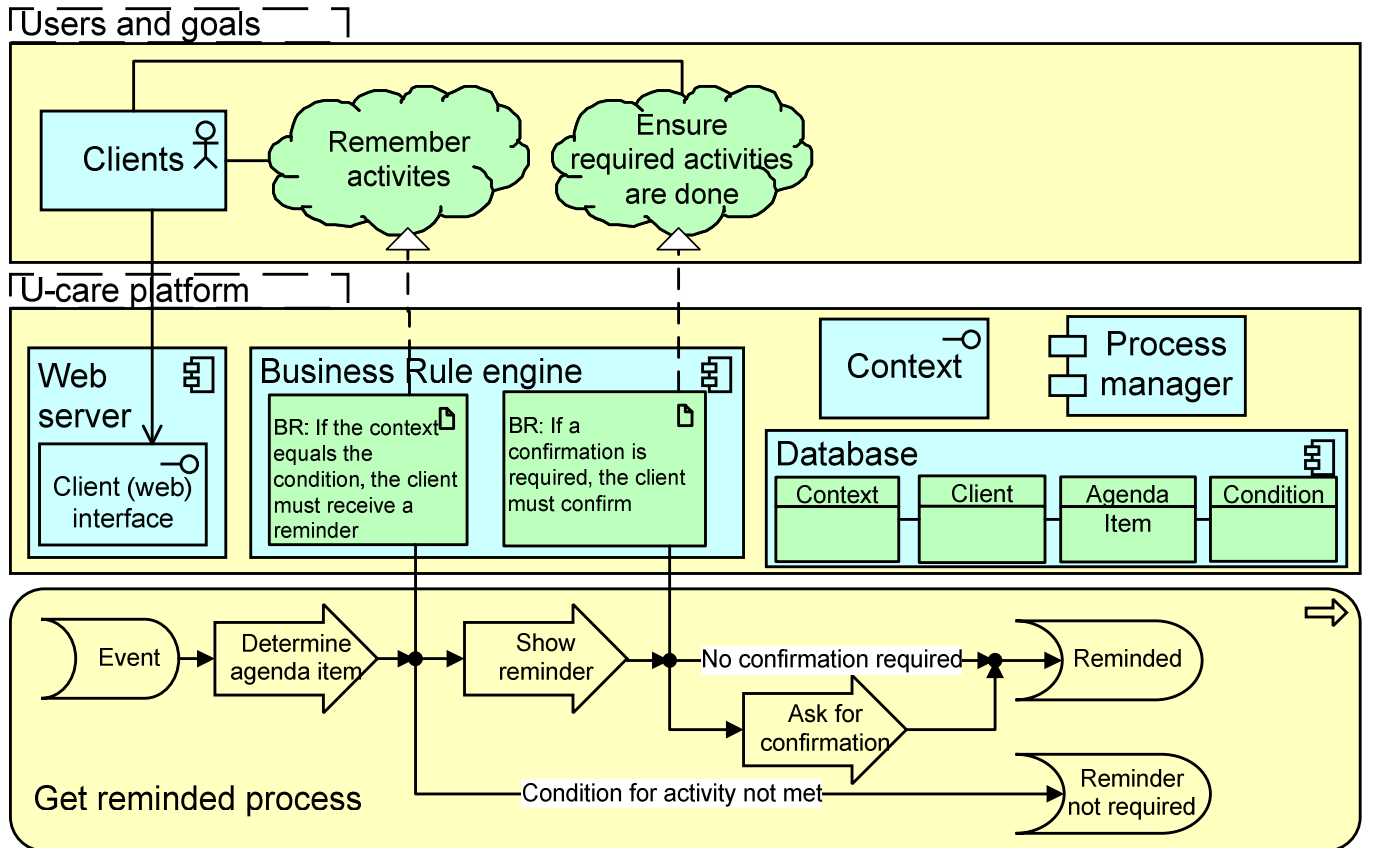 Users and goals
Clients
Remember
activites
Ensure
required activities
are done
U-care platform
Web
server
Client (web)
interface
Business Rule engine
BR: If the context
equals the
condition, the client
must receive a
reminder
BR: If a
confirmation is
required, the client
must confirm
Context
Process
manager
Database
Context
Client
Agenda
Item
Condition
Event
Determine
agenda item
Show
reminder
No confirmation required
Reminded
Ask for
confirmation
Condition for activity not met
Reminder
not required
Get reminded process